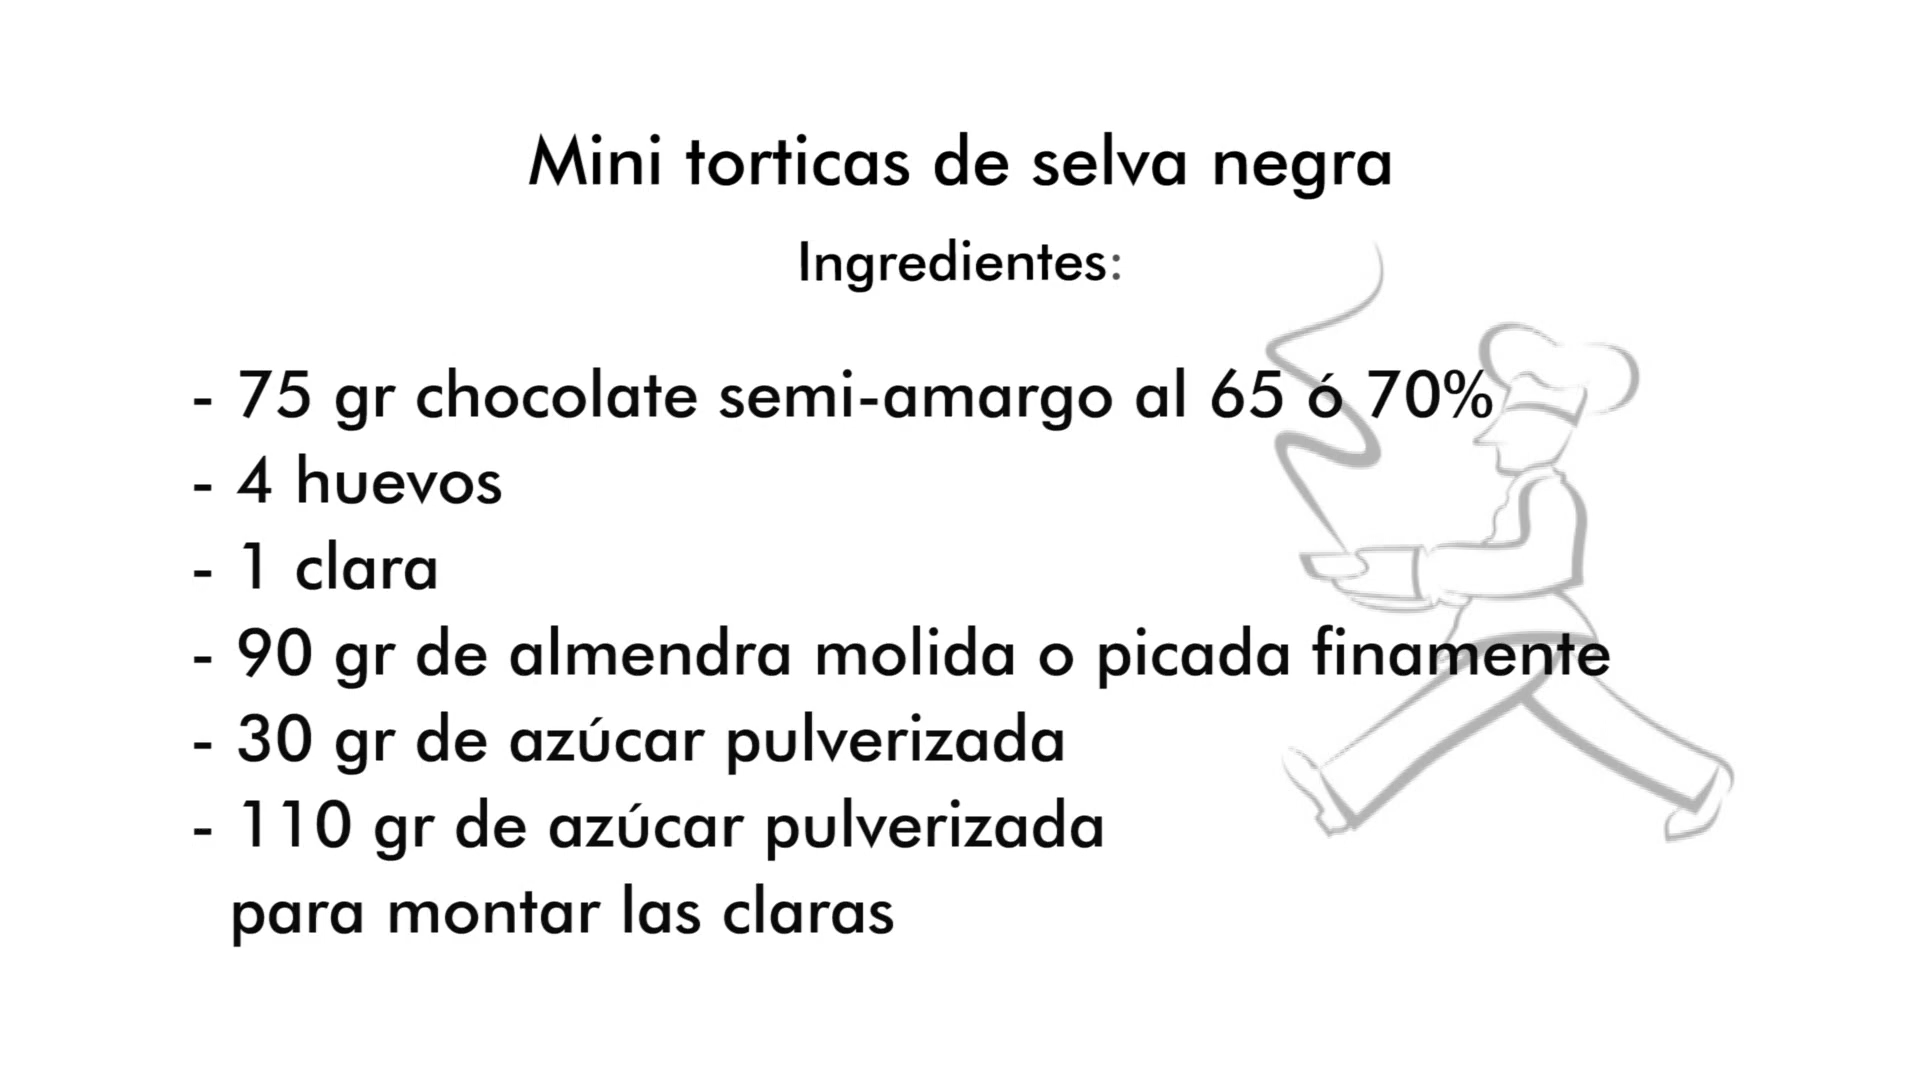 Mini torticas de selva negra
Ingredientes:
- 75 gr chocolate semi-amargo al 65 ó 70%
- 4 huevos
- 1 clara
- 90 gr de almendra molida o picada finamente
- 30 gr de azúcar pulverizada
- 110 gr de azúcar pulverizada
para montar las claras